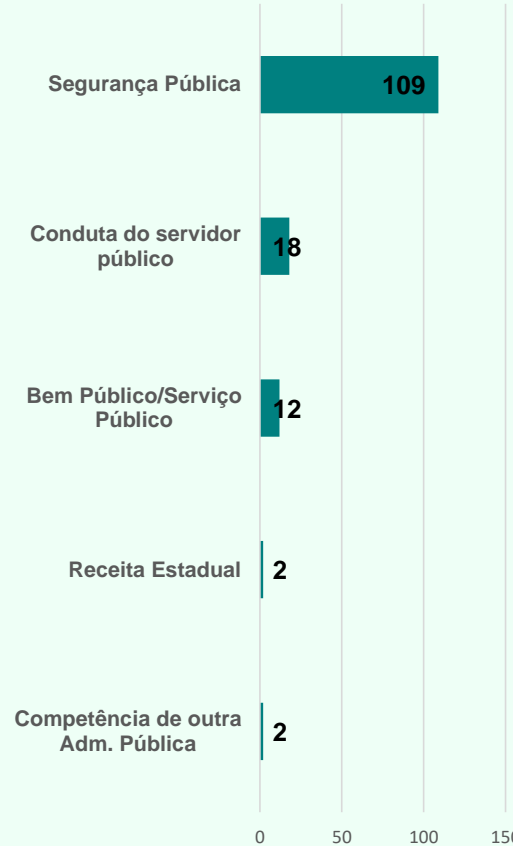 Segurança Pública
109
Conduta do servidor
público
18
Bem Público/Serviço
Público
12
Receita Estadual
2
Competência de outra
Adm. Pública
2
0 50 100 150